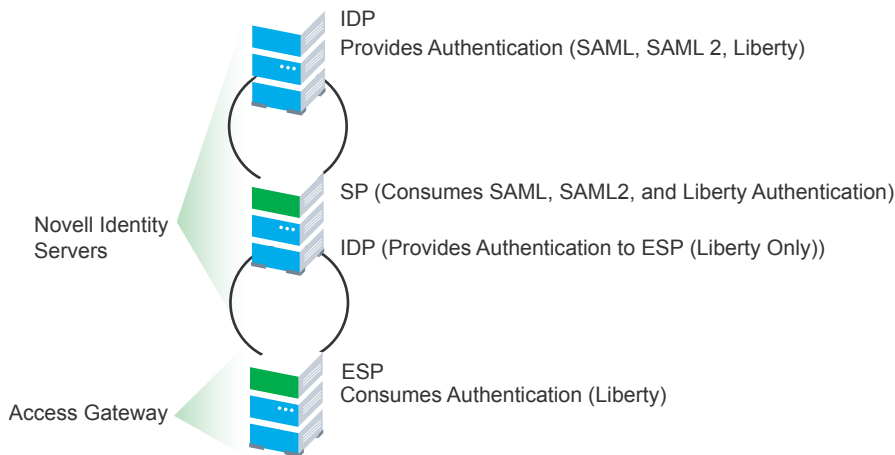 IDP
Provides Authentication (SAML, SAML 2, Liberty)
SP (Consumes SAML, SAML2, and Liberty Authentication)
Novell Identity
Servers
IDP (Provides Authentication to ESP (Liberty Only))
ESP
Consumes Authentication (Liberty)
Access Gateway